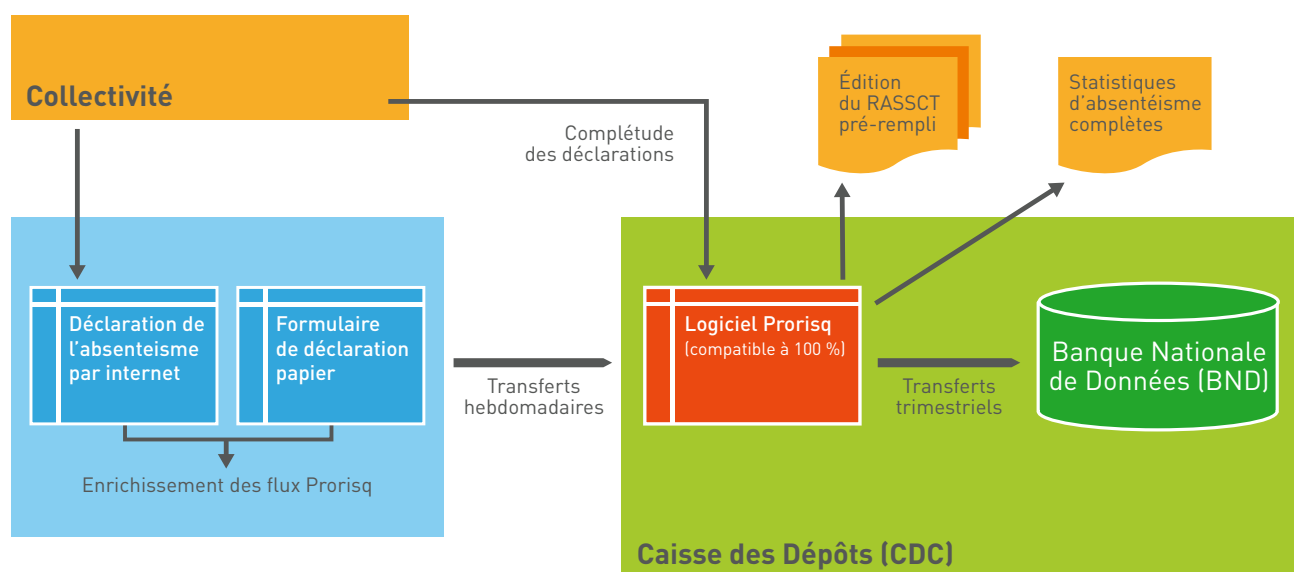 Collectivité
Complétude
des déclarations
Édition
du RASSCT
pré-rempli
Statistiques
d'absentéisme
complètes
Déclaration de
l'absenteisme
par internet
Formulaire
de déclaration
papier
Enrichissement des flux Prorisq
Transferts
hebdomadaires
Logiciel Prorisq
(compatible à 100 %)
Transferts
trimestriels
Banque Nationale
de Données (BND)
Caisse des Dépôts (CDC)